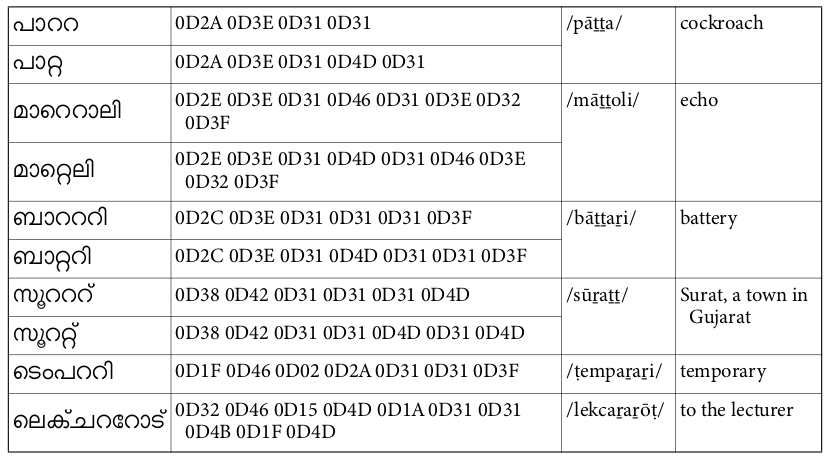 പാററ 0D2A 0D3E 0D31 0D31 /pāṯṯa/ cockroach
പാറ്റ 0D2A 0D3E 0D31 0D4D 0D31
മാറെറാലി 0D2E 0D3E 0D31 0D46 0D31 0D3E 0D32 /māṯṯoli/ echo
0D3F
മാറ്റെലി 0D2E 0D3E 0D31 0D4D 0D31 0D46 0D3E
0D32 0D3F
ബാറററി 0D2C 0D3E 0D31 0D31 0D31 0D3F /bāṯṯaṟi/ battery
ബാറ്ററി 0D2C 0D3E 0D31 0D4D 0D31 0D31 0D3F
സൂറററ് 0D38 0D42 0D31 0D31 0D31 0D4D /sūṟaṯṯ/ Surat, a town in
Gujarat
സൂററ്റ് 0D38 0D42 0D31 0D31 0D4D 0D31 0D4D
ടെംപററി 0D1F 0D46 0D02 0D2A 0D31 0D31 0D3F /ṭempaṟaṟi/ temporary
ലെക്ചററോട് 0D32 0D46 0D15 0D4D 0D1A 0D31 0D31 /lekcaṟaṟōṭ/ to the lecturer
0D4B 0D1F 0D4D